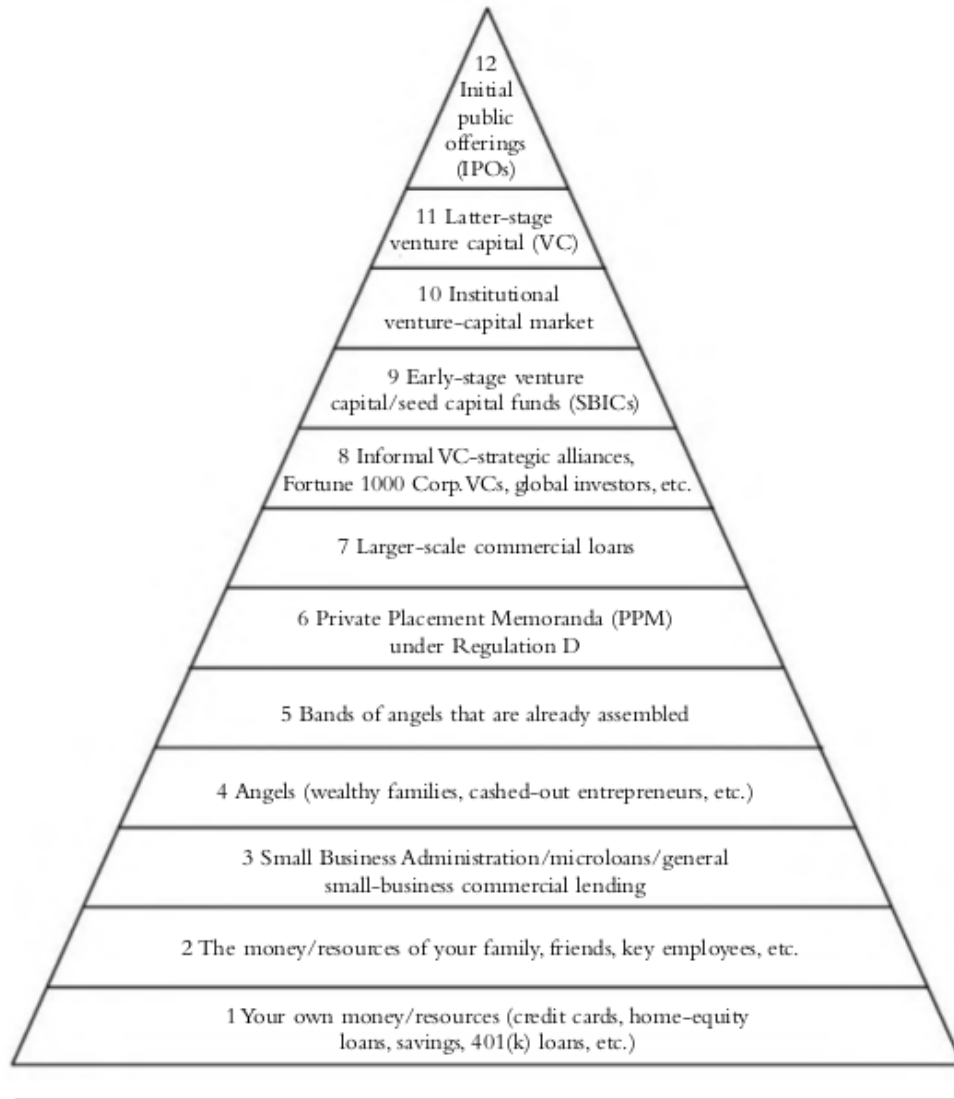 12
Initial
public
offerings
(IPOs)
11 Latter-stage
venture capital (VC)
10 Institutional
venture-capital market
9 Early-stage venture
capital/seed capital funds (SBICs)
8 Informal VC-strategic alliances,
Fortune 1000 Corp. VCs, global investors, etc.
7 Larger-scale commercial loans
6 Private Placement Memoranda (PPM)
under Regulation D
5 Bands of angels that are already assembled
4 Angels (wealthy families, cashed-out entrepreneurs, etc.)
3 Small Business Administration/microloans/general
small-business commercial lending
2 The money/resources of your family, friends, key employees, etc.
1 Your own money/resources (credit cards, home-equity
loans, savings, 401(k) loans, etc.)